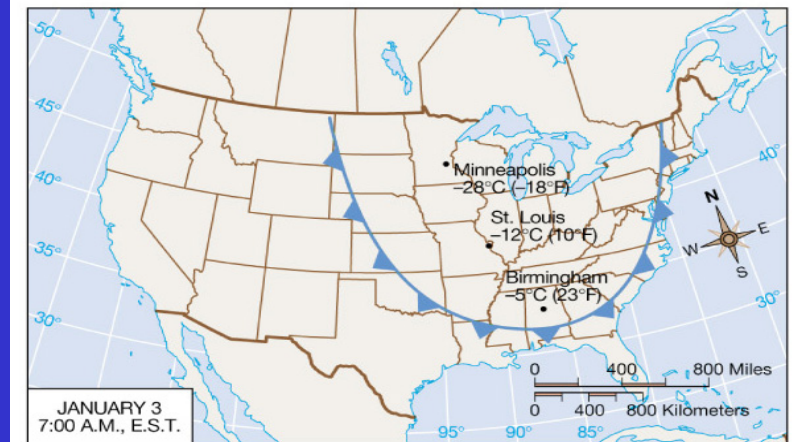 50°
45°
40°
35°
30°
Minneapolis
–28°C (–18°F)
St. Louis
–12°C (10°F)
Birmingham
–5°C (23°F)
40°
30°
N
E
W
S
0 400 800 Miles
0 400 800 Kilometers
95° 90° 85°
JANUARY 3
7:00 A.M., E.S.T.